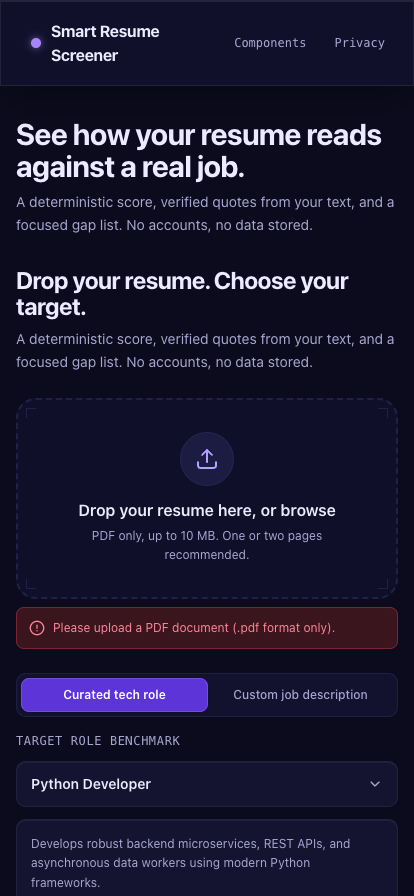 Smart Resume
Screener
Components
Privacy
See how your resume reads
against a real job.
A deterministic score, verified quotes from your text, and a
focused gap list. No accounts, no data stored.
Drop your resume. Choose your
target.
A deterministic score, verified quotes from your text, and a
focused gap list. No accounts, no data stored.
Drop your resume here, or browse
PDF only, up to 10 MB. One or two pages
recommended.
Please upload a PDF document (.pdf format only).
Curated tech role
Custom job description
TARGET ROLE BENCHMARK
Python Developer
Develops robust backend microservices, REST APIs, and
asynchronous data workers using modern Python
frameworks.